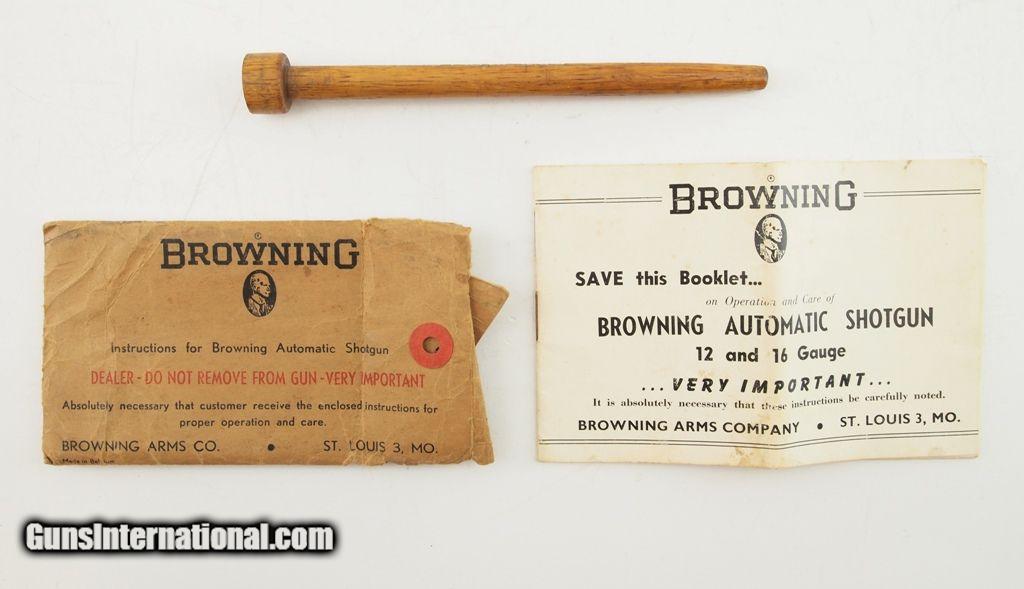 BROWNING
Instructions for Browning Automatic Shotgun
DEALER - DO NOT REMOVE FROM GUN - VERY IMPORTANT
Absolutely necessary that customer receive the enclosed instructions for
proper operation and care.
BROWNING ARMS CO. • ST. LOUIS 3, MO.
Made in Belgium
BROWNING
SAVE this Booklet...
on Operation and Care of
BROWNING AUTOMATIC SHOTGUN
12 and 16 Gauge
...VERY IMPORTANT...
It is absolutely necessary that these instructions be carefully noted.
BROWNING ARMS COMPANY • ST. LOUIS 3, MO.
GunsInternational.com